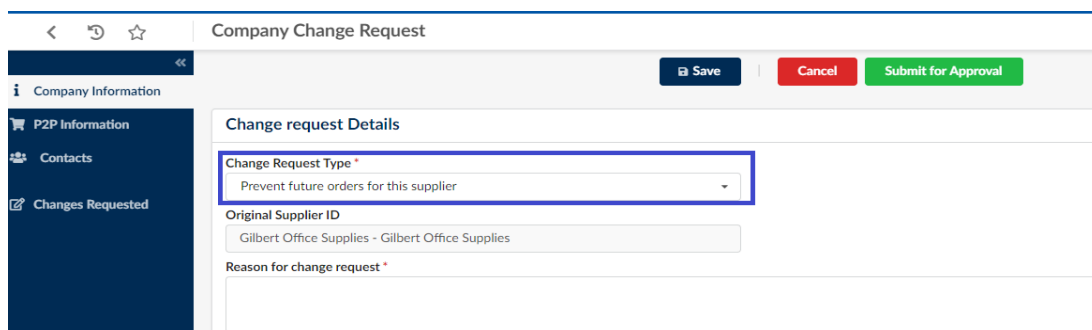 Company Change Request
Save
Cancel
Submit for Approval
Company Information
P2P Information
Contacts
Changes Requested
Change request Details
Change Request Type *
Prevent future orders for this supplier
Original Supplier ID
Gilbert Office Supplies - Gilbert Office Supplies
Reason for change request *